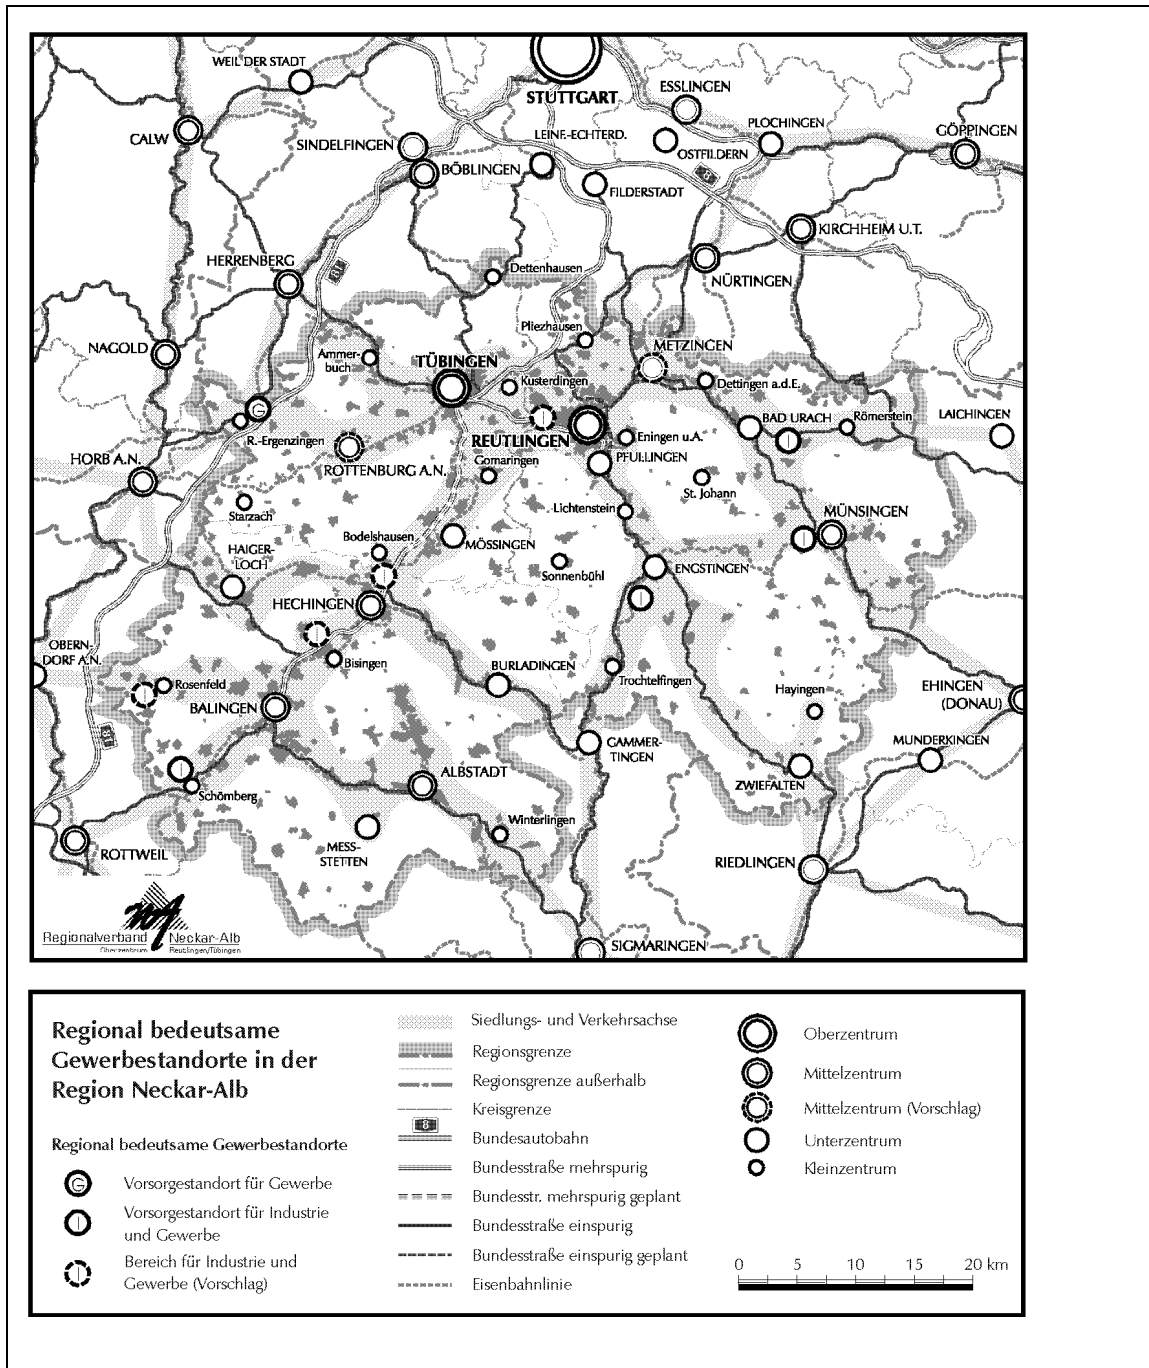 WEIL DER STADT
STUTTGART
ESSLINGEN
CALW
SINDELFINGEN
LEINF.-ECHTERD.
PLOCHINGEN
GÖPPINGEN
OSTFILDERN
BÖBLINGEN
8
FILDERSTADT
KIRCHHEIM U.T.
HERRENBERG
81
Dettenhausen
NÜRTINGEN
Pliezhausen
NAGOLD
Ammer-
buch
TÜBINGEN
METZINGEN
Kusterdingen
Dettingen a.d.E.
G
BAD URACH
Römerstein
LAICHINGEN
R.-Ergenzingen
REUTLINGEN
Eningen u.A.
HORB A.N.
ROTTENBURG A.N.
Gomaringen
PFULLINGEN
St. Johann
Starzach
Lichtenstein
MÜNSINGEN
Bodelshausen
HAIGER-
LOCH
MÖSSINGEN
Sonnenbühl
ENGSTINGEN
HECHINGEN
OBERN-
DORF A.N.
Bisingen
BURLADINGEN
Trochtelfingen
Rosenfeld
Hayingen
EHINGEN
(DONAU)
BALINGEN
81
GAMMER-
TINGEN
MUNDERKINGEN
ALBSTADT
ZWIEFALTEN
Schömberg
Winterlingen
ROTTWEIL
MESS-
STETTEN
RIEDLINGEN
Regionalverband Neckar-Alb
Oberzentrum Reutlingen/Tübingen
SIGMARINGEN
Regional bedeutsame
Gewerbestandorte in der
Region Neckar-Alb
Regional bedeutsame Gewerbestandorte
G Vorsorgestandort für Gewerbe
I Vorsorgestandort für Industrie
und Gewerbe
I Bereich für Industrie und
Gewerbe (Vorschlag)
Siedlungs- und Verkehrsachse
Regionsgrenze
Regionsgrenze außerhalb
Kreisgrenze
8
Bundesautobahn
Bundesstraße mehrspurig
Bundesstr. mehrspurig geplant
Bundesstraße einspurig
Bundesstraße einspurig geplant
Eisenbahnlinie
Oberzentrum
Mittelzentrum
Mittelzentrum (Vorschlag)
Unterzentrum
Kleinzentrum
0 5 10 15 20 km